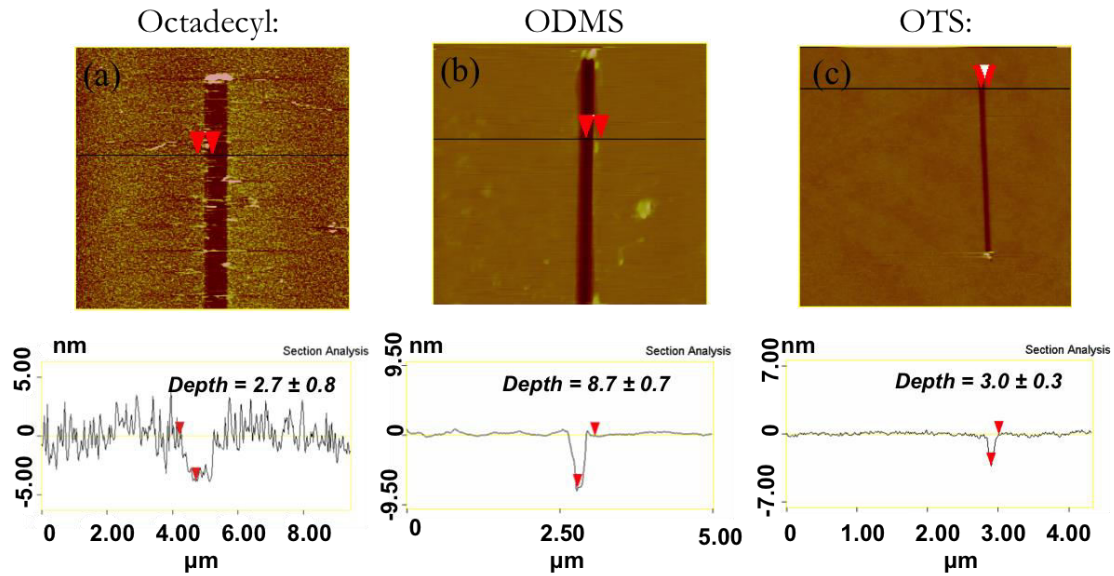 Octadecyl:
ODMS
OTS:
(a)
(b)
(c)
nm
Section Analysis
Depth = 2.7 ± 0.8
5.00
0
-5.00
0
2.00
4.00
6.00
8.00
µm
nm
Section Analysis
Depth = 8.7 ± 0.7
9.50
0
-9.50
0
2.50
5.00
µm
nm
Section Analysis
Depth = 3.0 ± 0.3
7.00
0
-7.00
0
1.00
2.00
3.00
4.00
µm